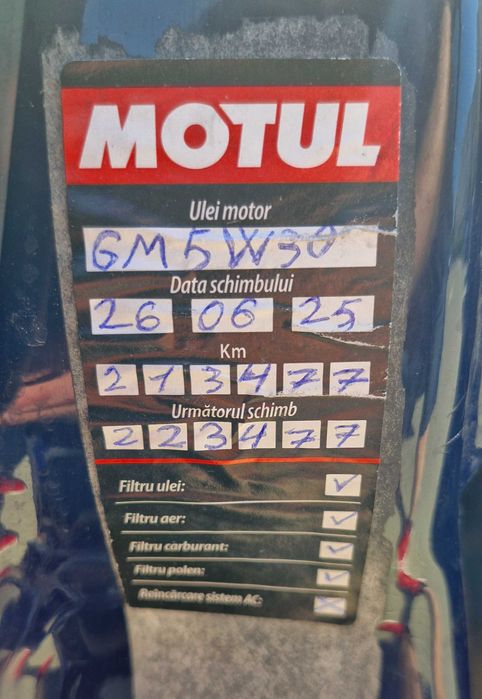 MOTUL
Ulei motor
GM 5W30
Data schimbului
26 06 25
Km
213477
Următorul schimb
223477
Filtru ulei: ✓
Filtru aer: ✓
Filtru carburant: ✓
Filtru polen: ✓
Reîncărcare sistem AC: X